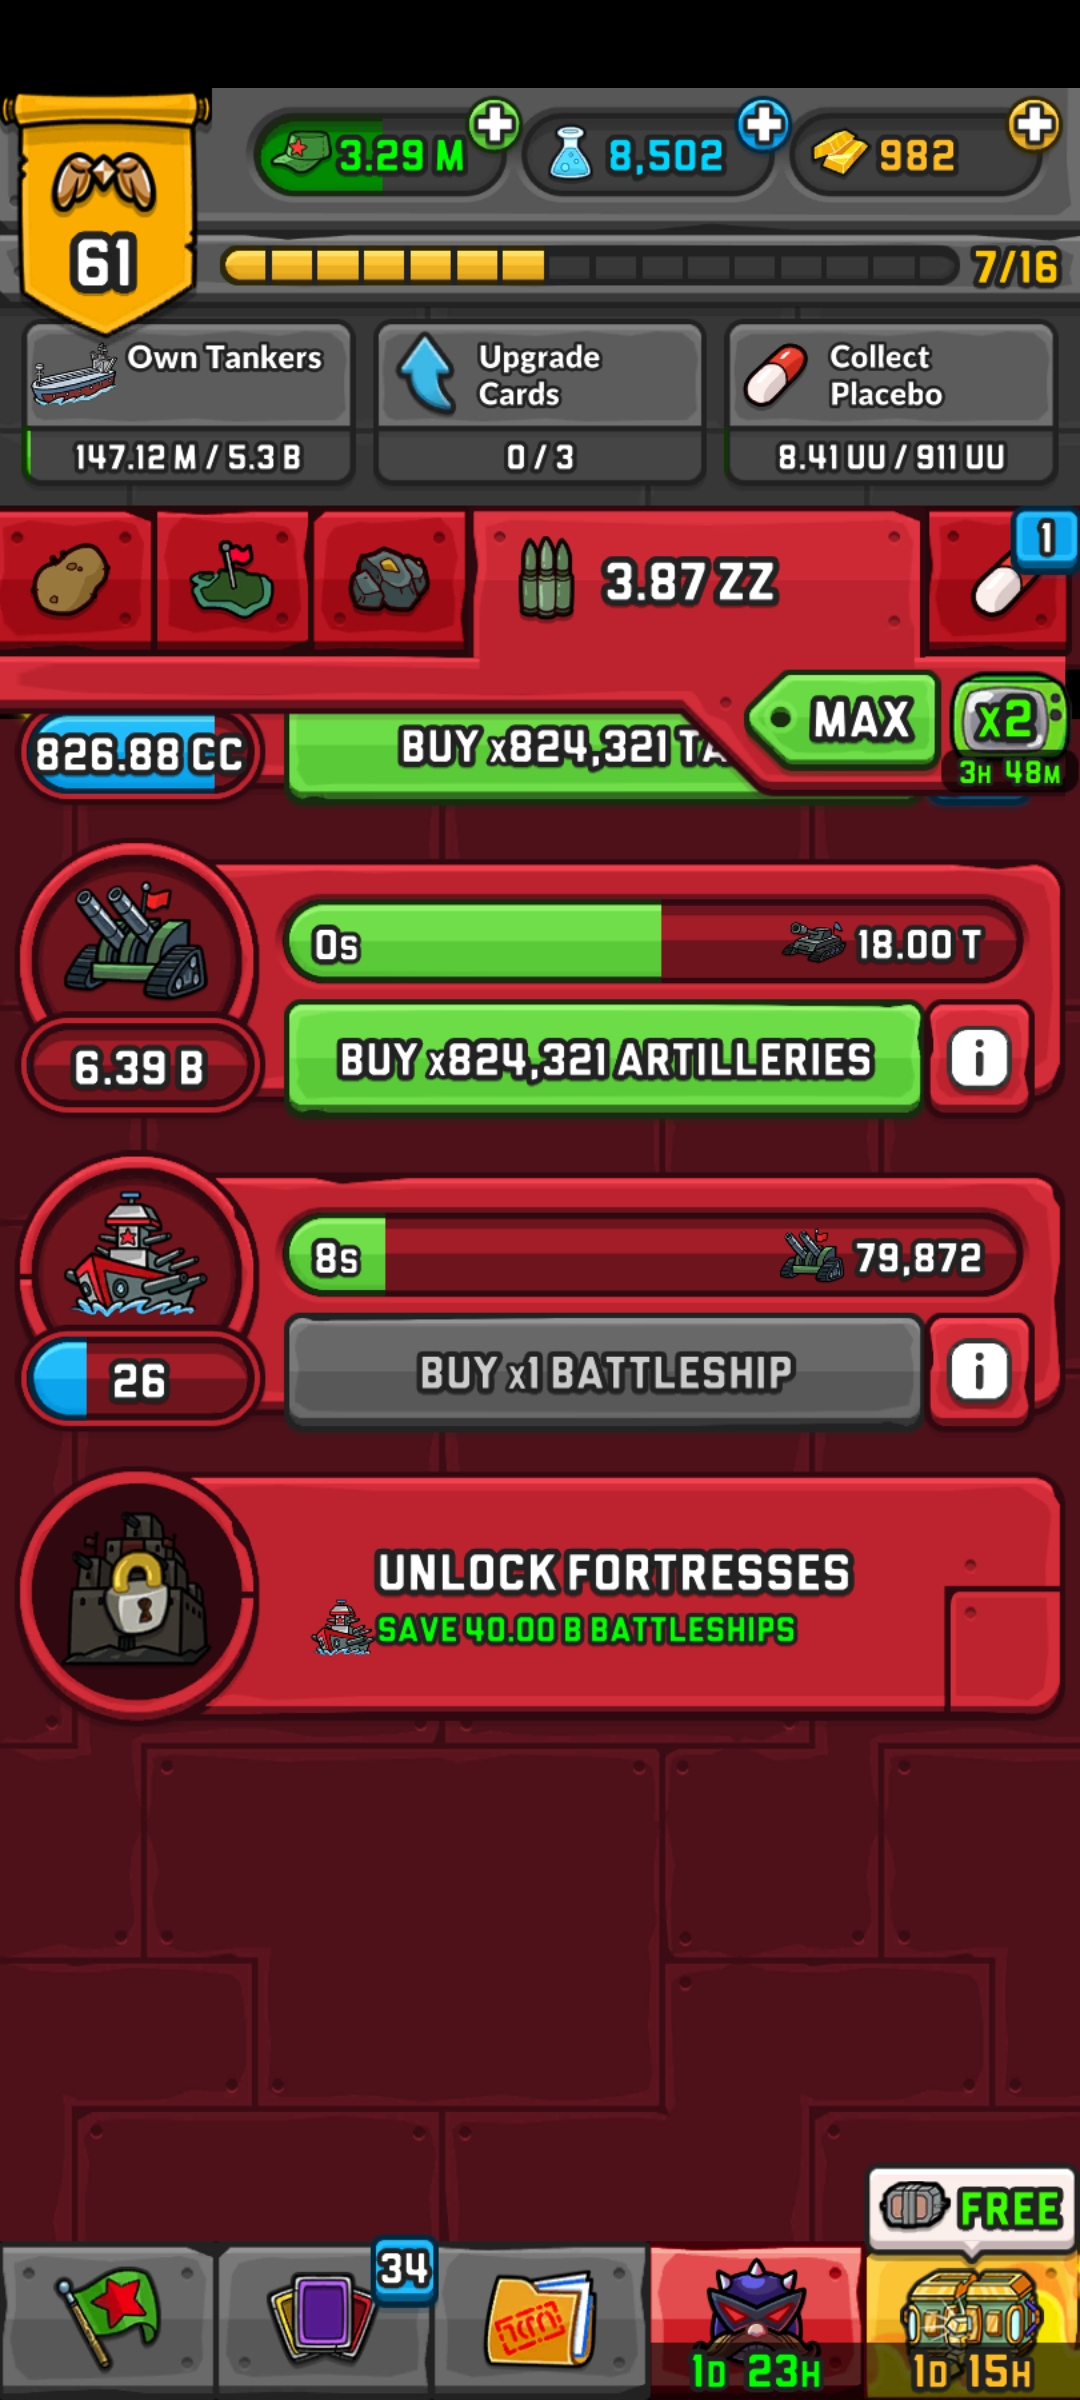 3.29 M
8,502
982
61
7/16
Own Tankers
147.12 M / 5.3 B
Upgrade
Cards
0 / 3
Collect
Placebo
8.41 UU / 911 UU
3.87 ZZ
1
MAX
x2
3H 48M
826.88 CC
BUY x824,321 TA
0s
18.00 T
6.39 B
BUY x824,321 ARTILLERIES
i
8s
79,872
26
BUY x1 BATTLESHIP
i
UNLOCK FORTRESSES
SAVE 40.00 B BATTLESHIPS
FREE
34
1D 23H
1D 15H